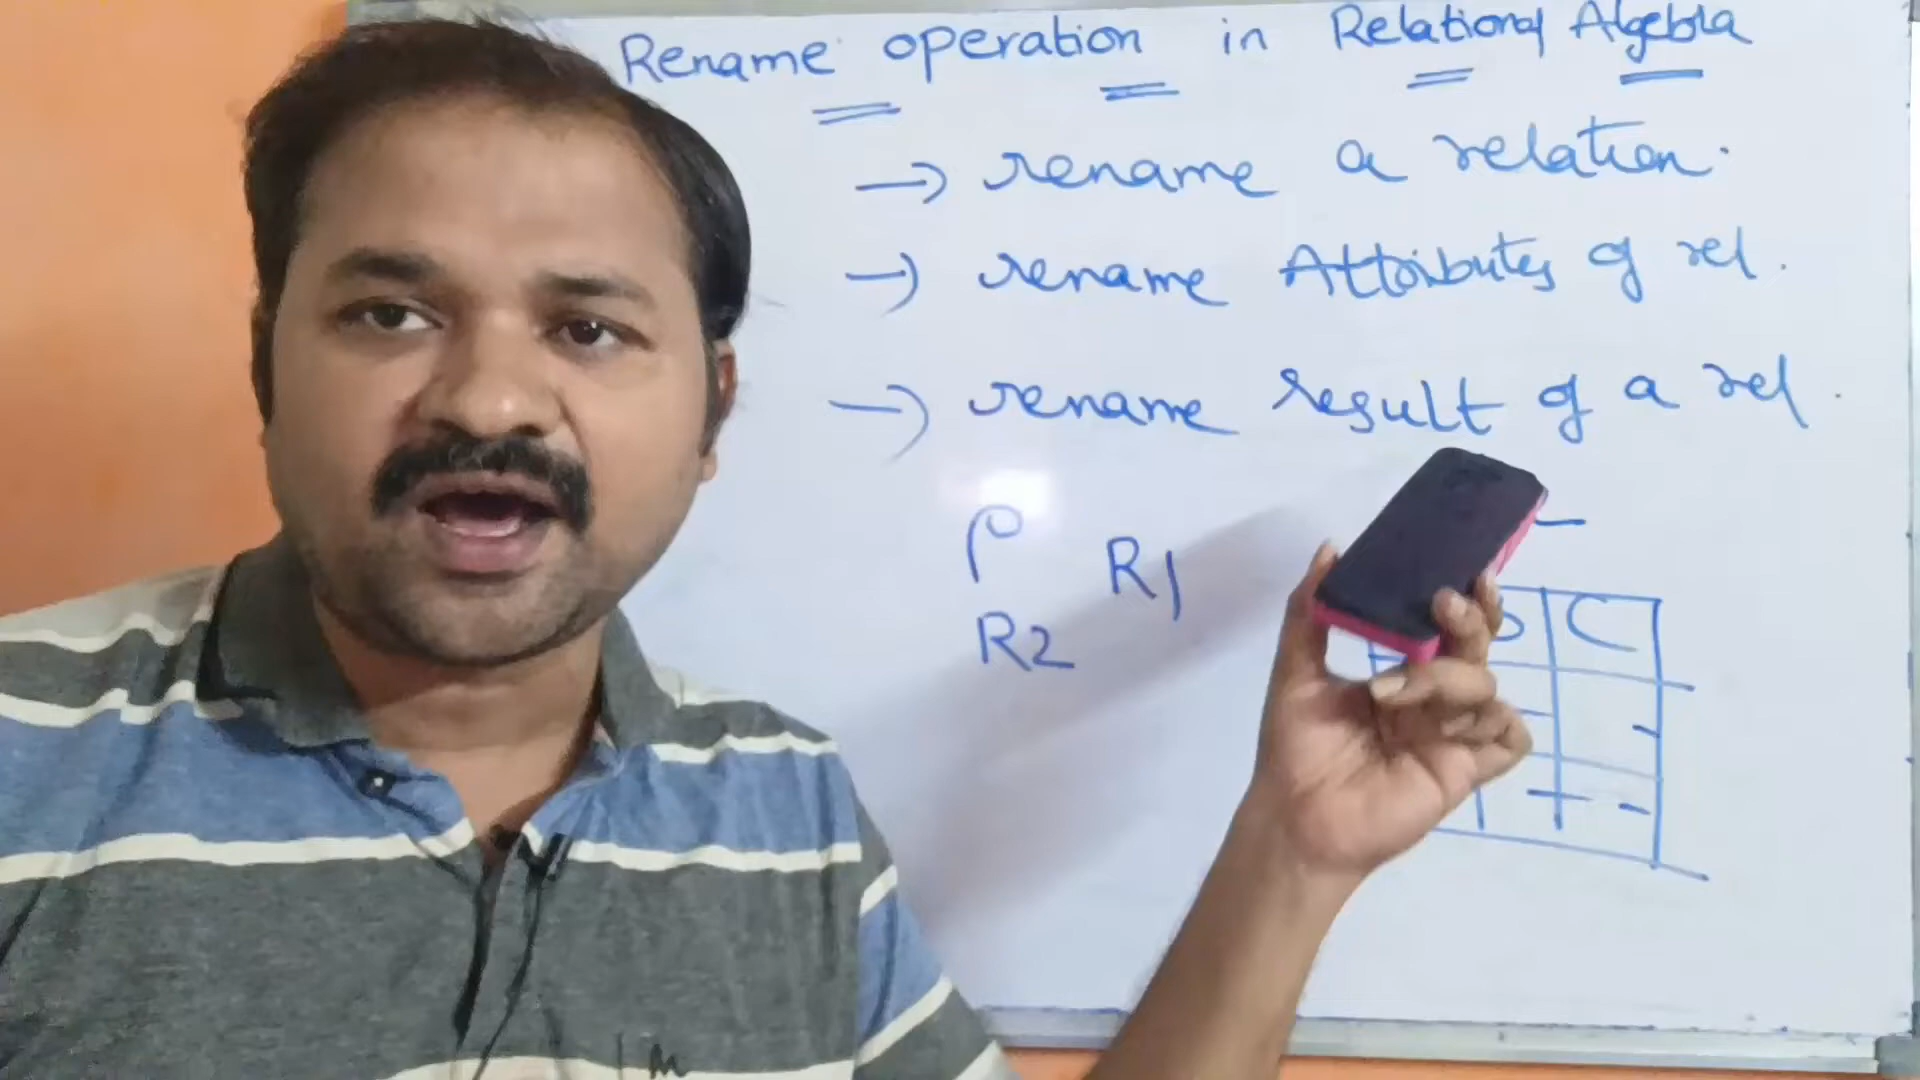 Rename operation in Relational Algebra
→ rename a relation.
→ rename Attributes of rel.
→ rename result of a rel.
ρ R1
R2
C